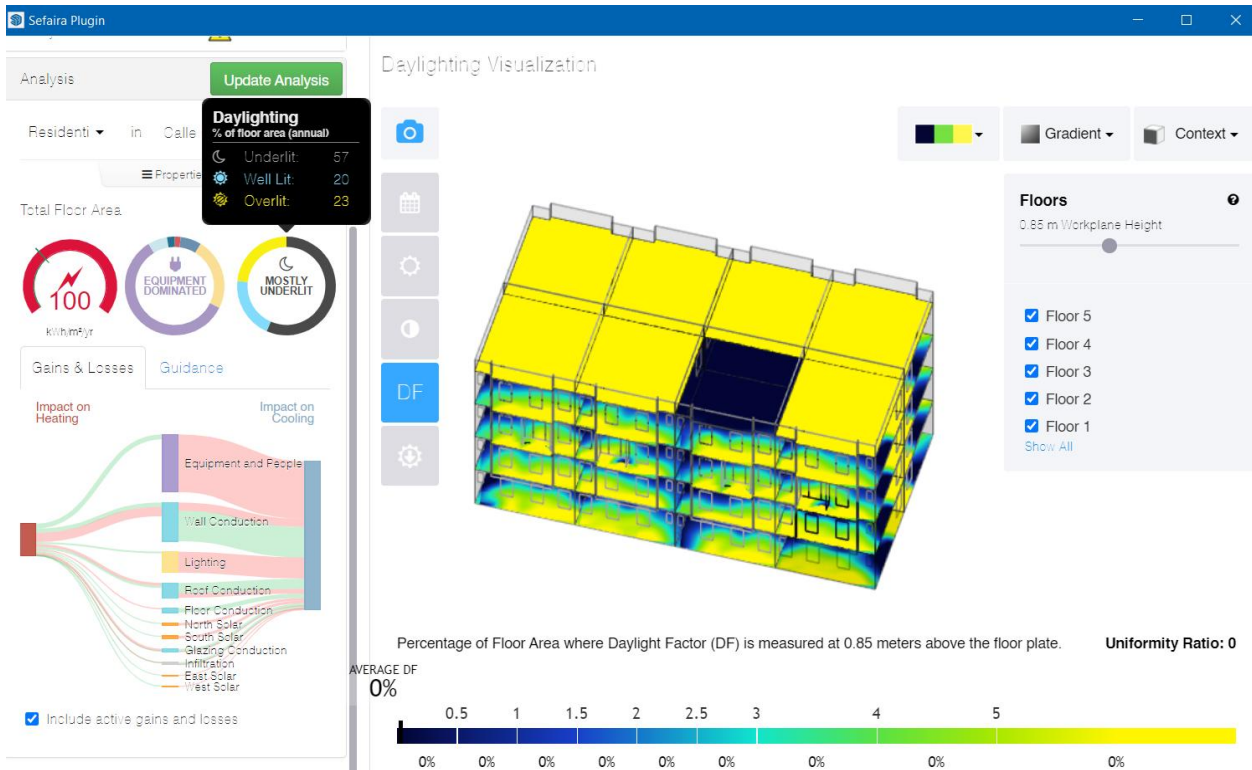 Sefaira Plugin
Analysis
Update Analysis
Residenti
in
Calle
Properties
Daylighting
% of floor area (annual)
Underlit: 57
Well Lit: 20
Overlit: 23
Total Floor Area
100
kWh/m²/yr
EQUIPMENT
DOMINATED
MOSTLY
UNDERLIT
Gains & Losses
Guidance
Impact on
Heating
Impact on
Cooling
Equipment and People
Wall Conduction
Lighting
Roof Conduction
Floor Conduction
North Solar
South Solar
Glazing Conduction
Infiltration
East Solar
West Solar
Include active gains and losses
Daylighting Visualization
DF
Gradient
Context
Floors
0.85 m Workplane Height
Floor 5
Floor 4
Floor 3
Floor 2
Floor 1
Show All
Percentage of Floor Area where Daylight Factor (DF) is measured at 0.85 meters above the floor plate.
Uniformity Ratio: 0
AVERAGE DF
0%
0.5 1 1.5 2 2.5 3 4 5
0% 0% 0% 0% 0% 0% 0% 0% 0%